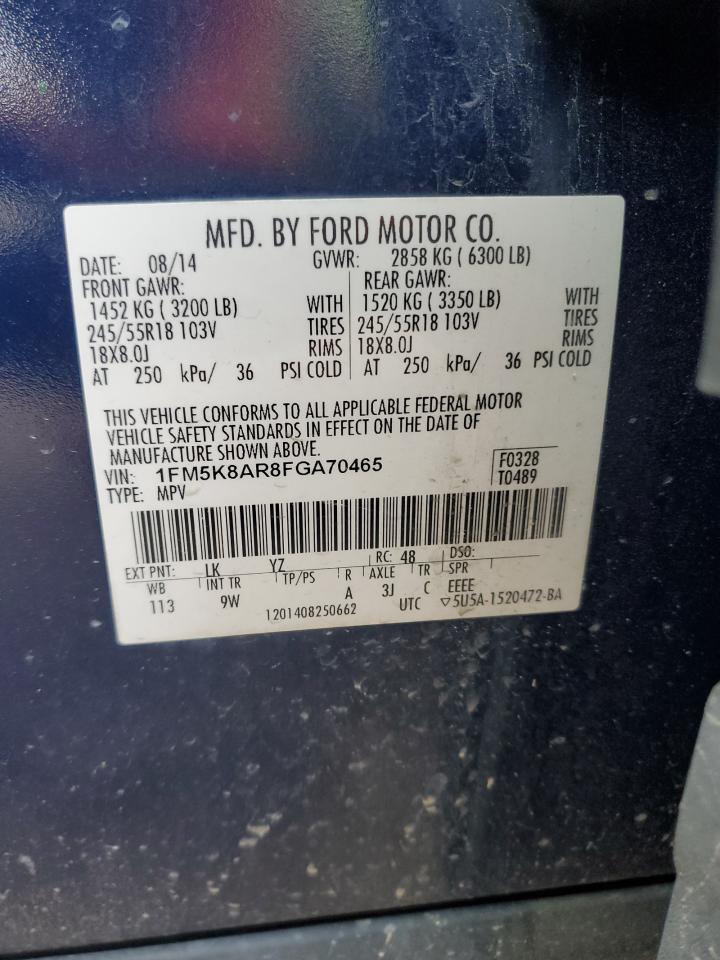 MFD. BY FORD MOTOR CO.
DATE: 08/14 GVWR: 2858 KG ( 6300 LB)
FRONT GAWR: REAR GAWR:
1452 KG ( 3200 LB) WITH 1520 KG ( 3350 LB) WITH
245/55R18 103V TIRES 245/55R18 103V TIRES
18X8.0J RIMS 18X8.0J RIMS
AT 250 kPa/ 36 PSI COLD AT 250 kPa/ 36 PSI COLD
THIS VEHICLE CONFORMS TO ALL APPLICABLE FEDERAL MOTOR
VEHICLE SAFETY STANDARDS IN EFFECT ON THE DATE OF
MANUFACTURE SHOWN ABOVE.
VIN: 1FM5K8AR8FGA70465 F0328
TYPE: MPV T0489
EXT PNT: LK YZ RC: 48 DSO:
WB INT TR TP/PS R AXLE TR SPR
113 9W A 3J C EEEE
1201408250662 UTC ▽5U5A-1520472-BA